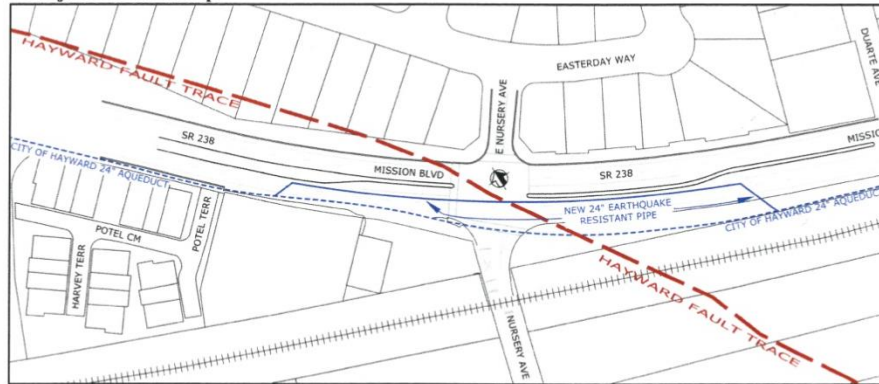 EASTERDAY WAY
DUARTE AVE
HAYWARD FAULT TRACE
E NURSERY AVE
SR 238
MISSION BLVD
SR 238
CITY OF HAYWARD 24" AQUEDUCT
NEW 24" EARTHQUAKE
RESISTANT PIPE
CITY OF HAYWARD 24" AQUEDUCT
POTEL TERR
POTEL CM
HARVEY TERR
HAYWARD FAULT TRACE
NURSERY AVE